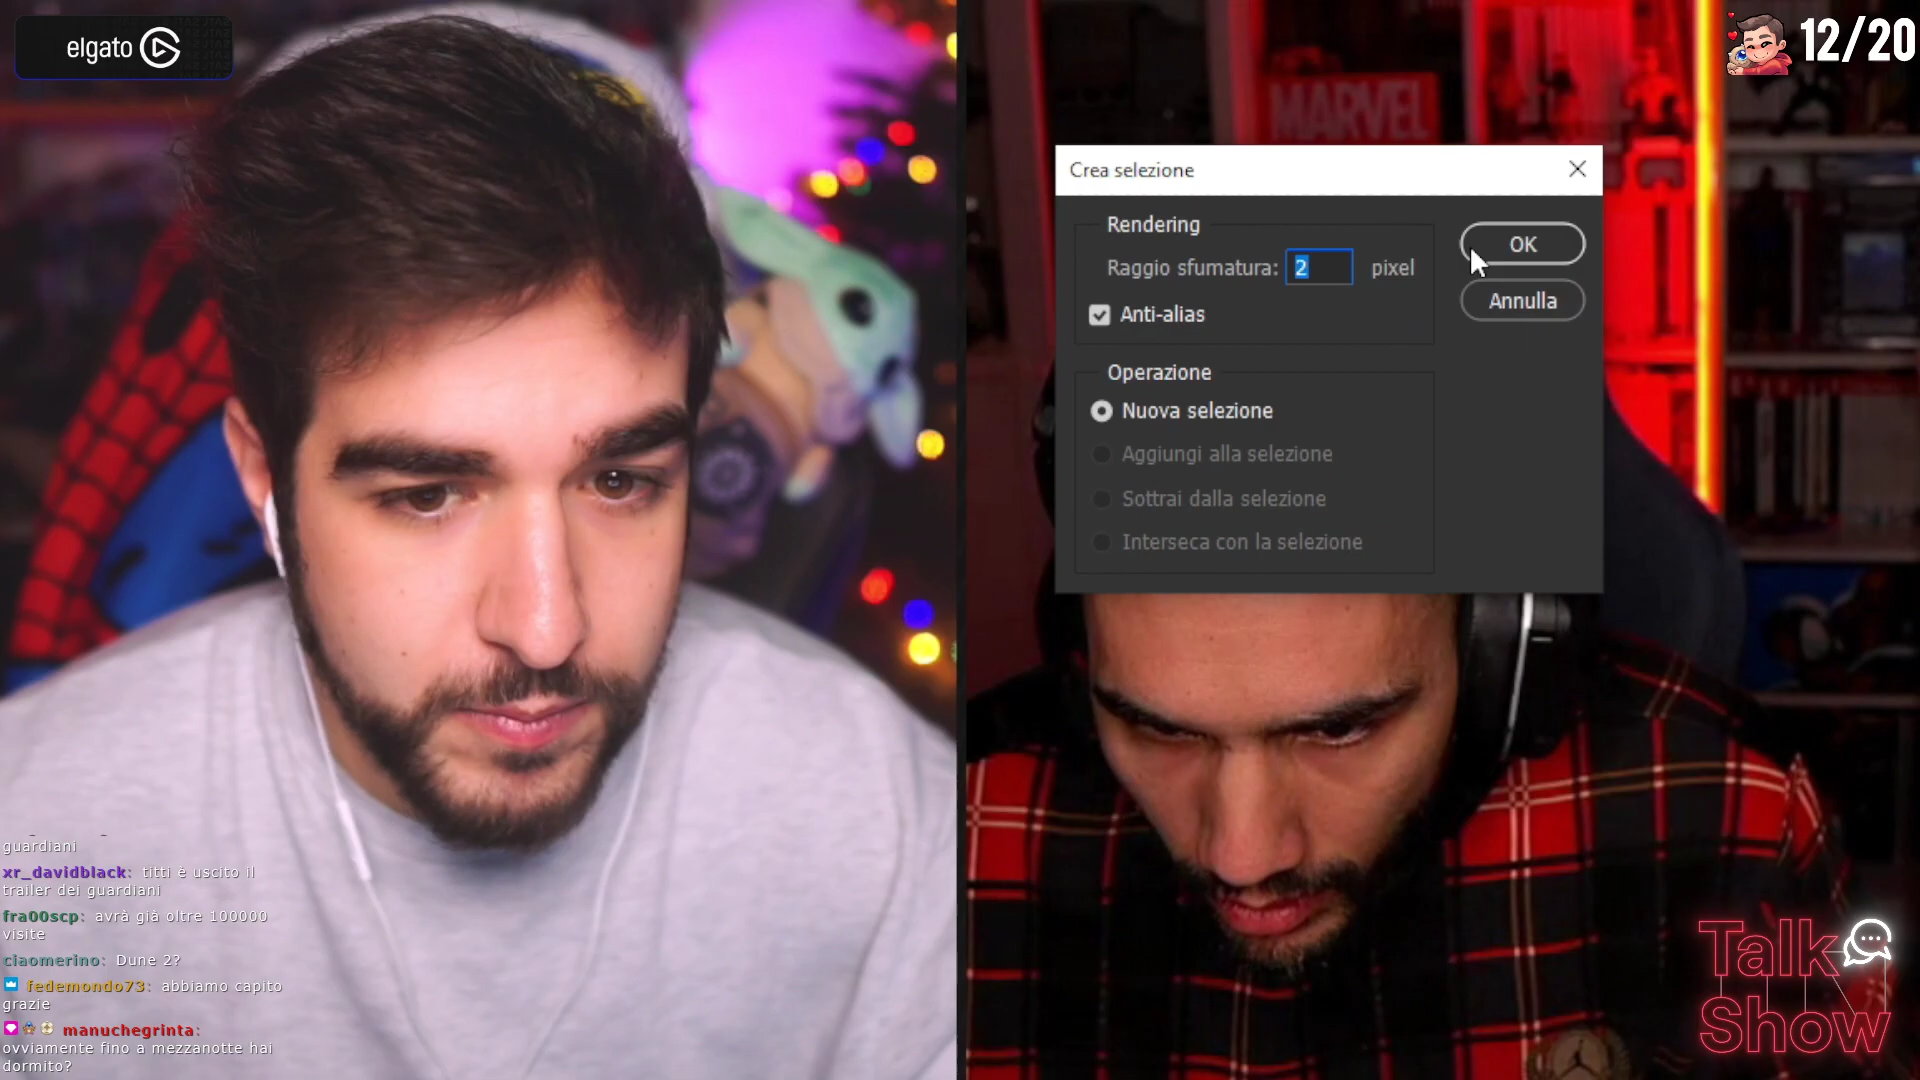 elgato
12/20
MARVEL
Crea selezione
Rendering
Raggio sfumatura: 2 pixel
Anti-alias
OK
Annulla
Operazione
Nuova selezione
Aggiungi alla selezione
Sottrai dalla selezione
Interseca con la selezione
guardiani
xr_davidblack: titti è uscito il
trailer dei guardiani
fra00scp: avrà già oltre 100000
visite
ciaomerino: Dune 2?
fedemondo73: abbiamo capito
grazie
manuchegrinta:
ovviamente fino a mezzanotte hai
dormito?
Talk
Show